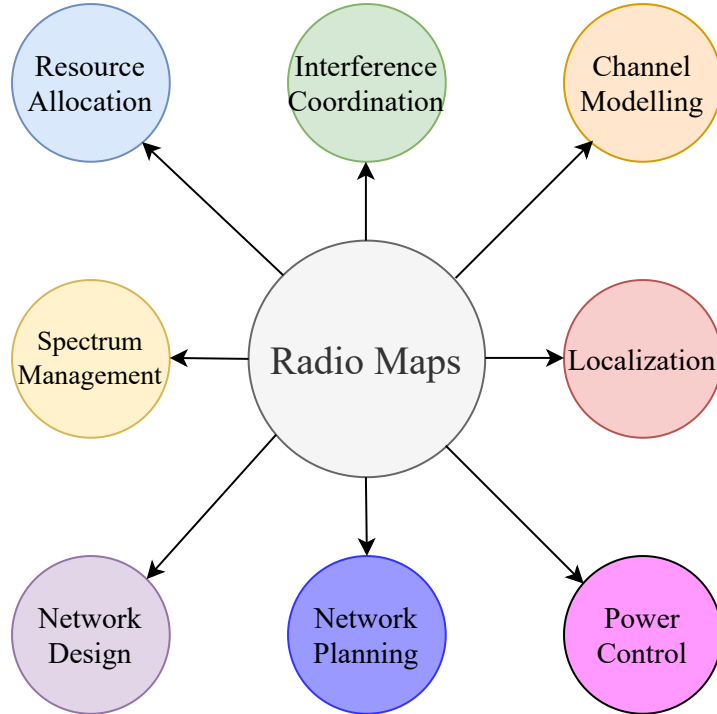 Resource
Allocation
Interference
Coordination
Channel
Modelling
Spectrum
Management
Radio Maps
Localization
Network
Design
Network
Planning
Power
Control